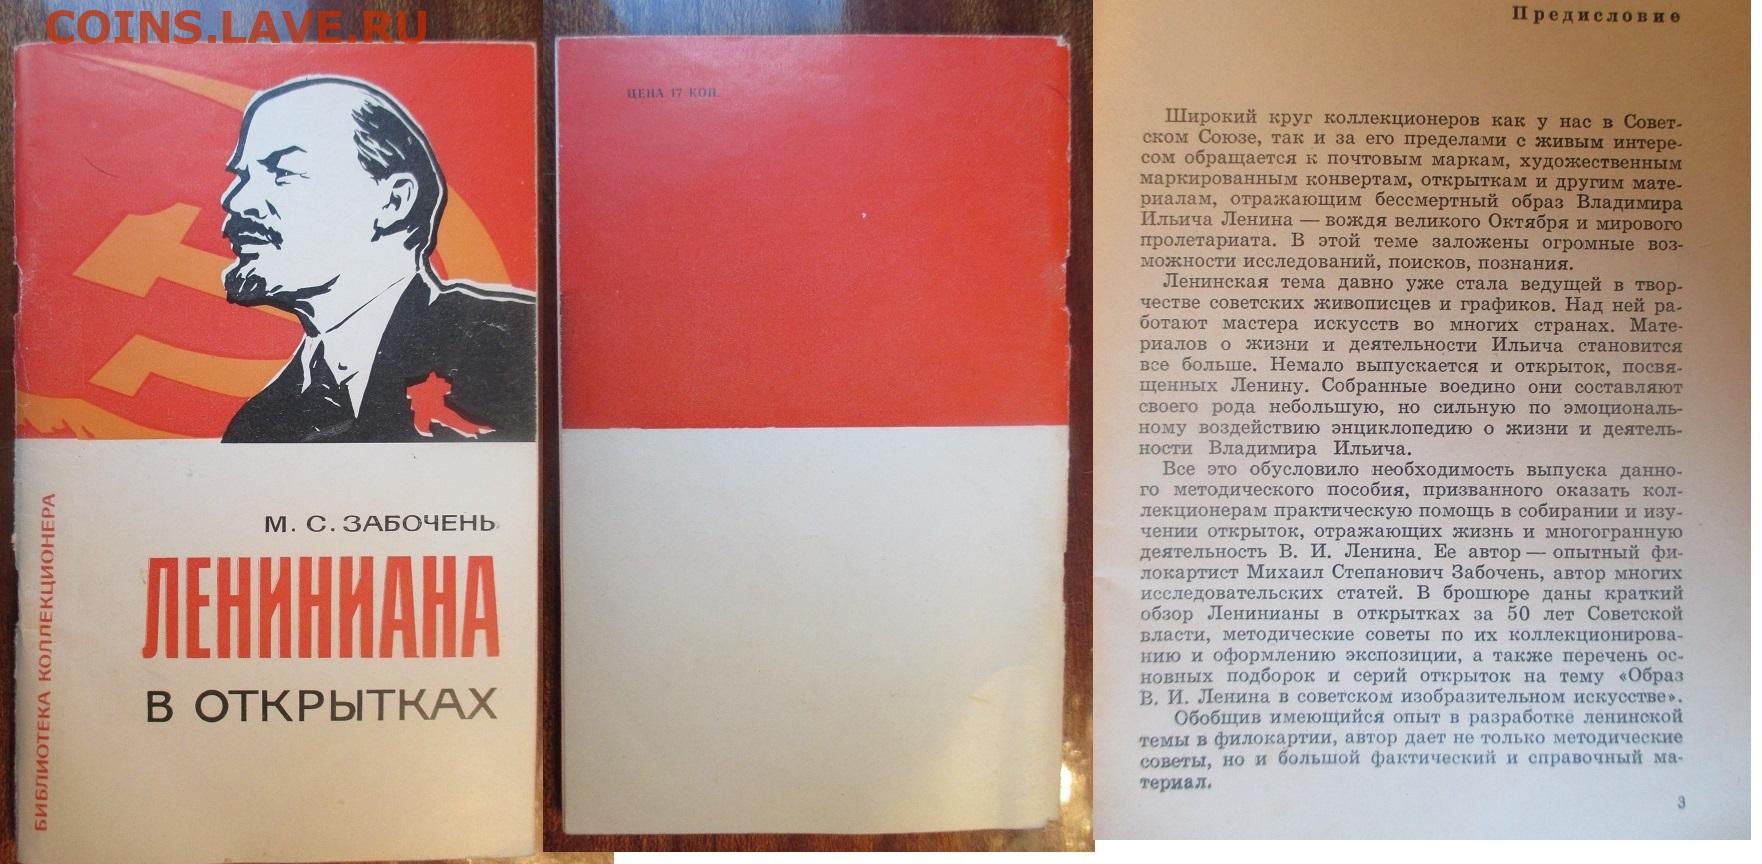 COINS.LAVE.RU
БИБЛИОТЕКА КОЛЛЕКЦИОНЕРА
М. С. ЗАБОЧЕНЬ
ЛЕНИНИАНА
В ОТКРЫТКАХ
ЦЕНА 17 КОП.
Предисловие
Широкий круг коллекционеров как у нас в Совет-
ском Союзе, так и за его пределами с живым интере-
сом обращается к почтовым маркам, художественным
маркированным конвертам, открыткам и другим мате-
риалам, отражающим бессмертный образ Владимира
Ильича Ленина — вождя великого Октября и мирового
пролетариата. В этой теме заложены огромные воз-
можности исследований, поисков, познания.
Ленинская тема давно уже стала ведущей в твор-
честве советских живописцев и графиков. Над ней ра-
ботают мастера искусств во многих странах. Мате-
риалов о жизни и деятельности Ильича становится
все больше. Немало выпускается и открыток, посвя-
щенных Ленину. Собранные воедино они составляют
своего рода небольшую, но сильную по эмоциональ-
ному воздействию энциклопедию о жизни и деятель-
ности Владимира Ильича.
Все это обусловило необходимость выпуска данно-
го методического пособия, призванного оказать кол-
лекционерам практическую помощь в собирании и изу-
чении открыток, отражающих жизнь и многогранную
деятельность В. И. Ленина. Ее автор — опытный фи-
локартист Михаил Степанович Забочень, автор многих
исследовательских статей. В брошюре даны краткий
обзор Ленинианы в открытках за 50 лет Советской
власти, методические советы по их коллекционирова-
нию и оформлению экспозиции, а также перечень ос-
новных подборок и серий открыток на тему «Образ
В. И. Ленина в советском изобразительном искусстве».
Обобщив имеющийся опыт в разработке ленинской
темы в филокартии, автор дает не только методические
советы, но и большой фактический и справочный ма-
териал.
3